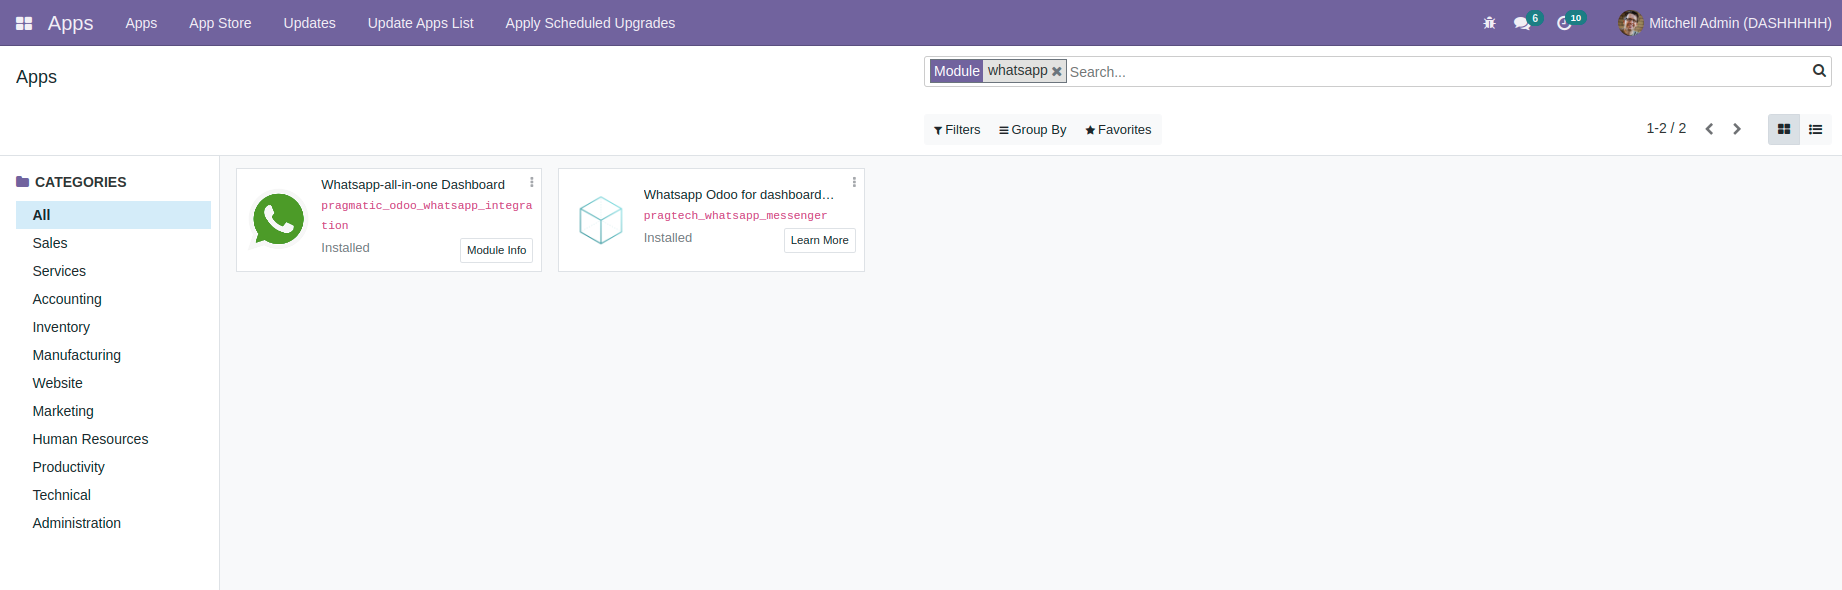 Apps Apps App Store Updates Update Apps List Apply Scheduled Upgrades 6 10 Mitchell Admin (DASHHHHH)
Apps
Module whatsapp Search...
Filters Group By Favorites 1-2 / 2
CATEGORIES
All
Sales
Services
Accounting
Inventory
Manufacturing
Website
Marketing
Human Resources
Productivity
Technical
Administration
Whatsapp-all-in-one Dashboard
pragmatic_odoo_whatsapp_integra
tion
Installed Module Info
Whatsapp Odoo for dashboard...
pragtech_whatsapp_messenger
Installed Learn More